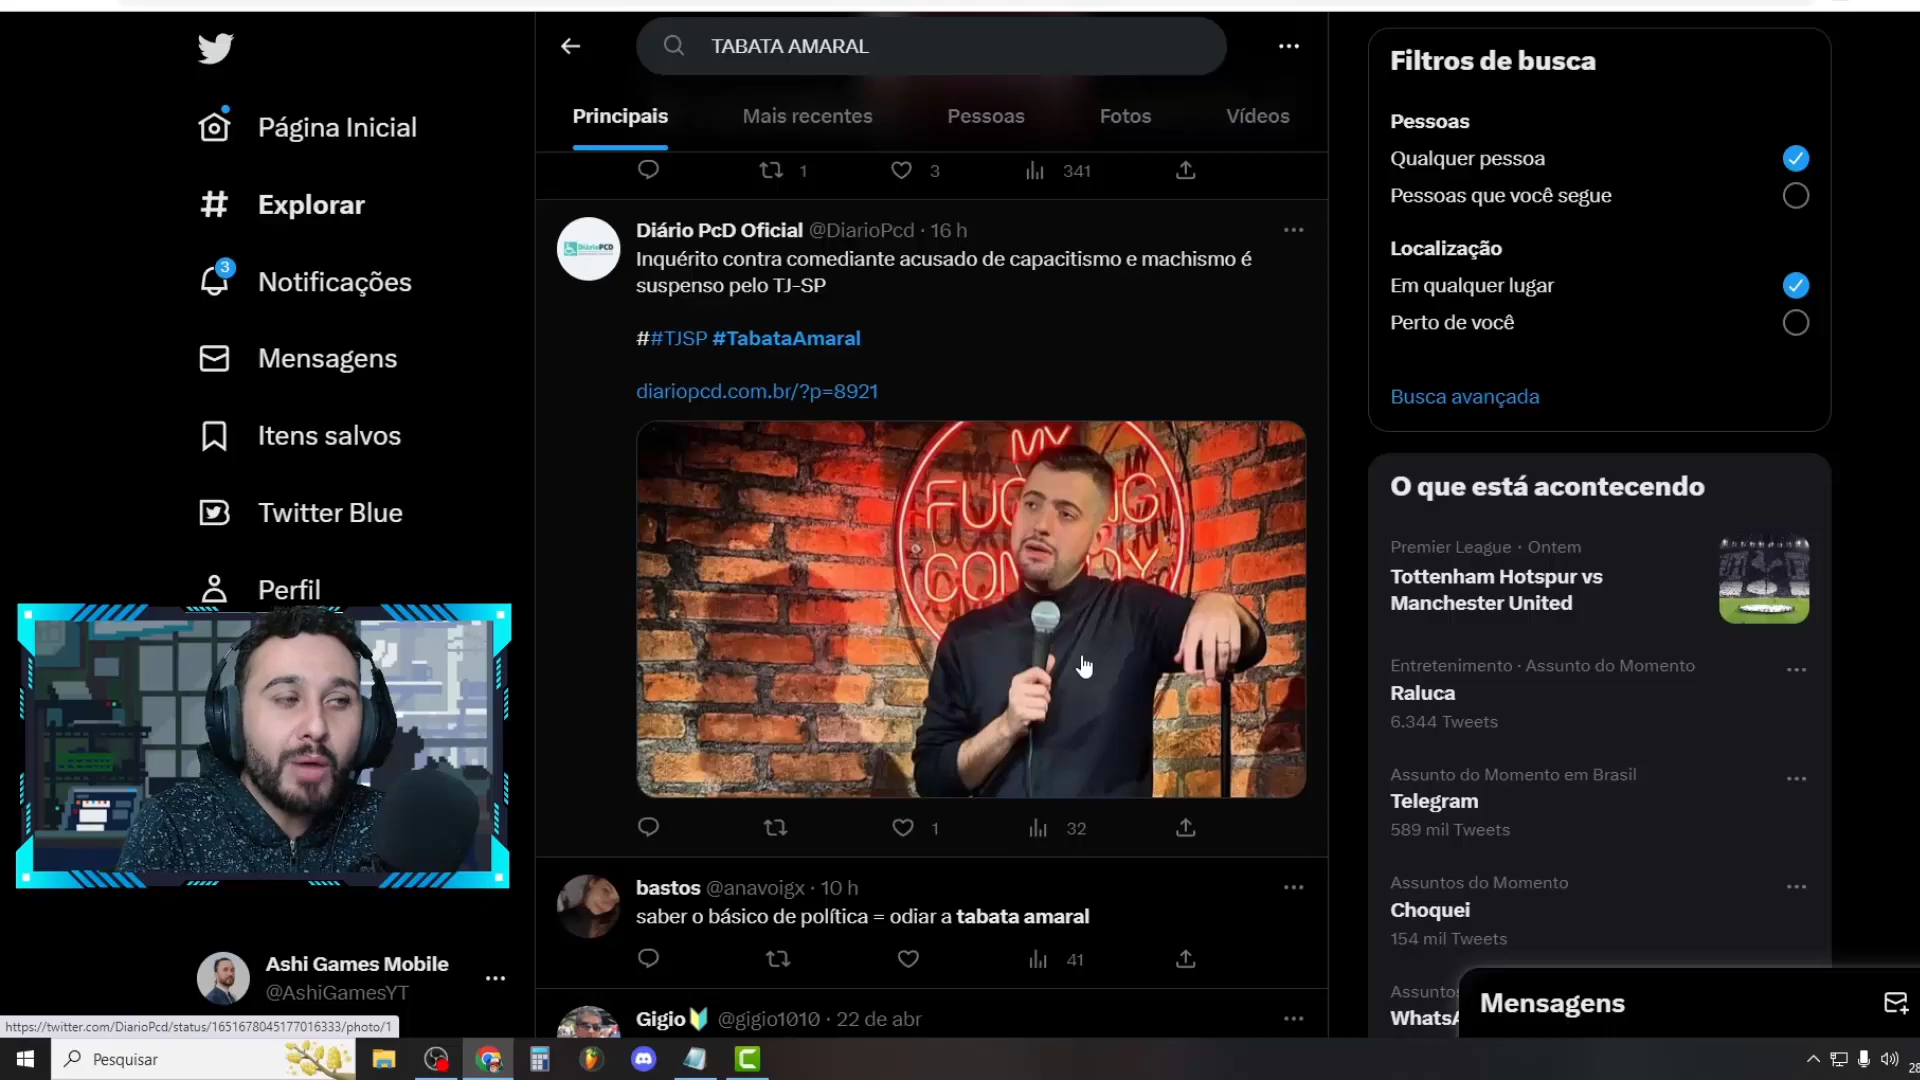 TABATA AMARAL
Principais
Mais recentes
Pessoas
Fotos
Vídeos
1
3
341
Página Inicial
Explorar
3
Notificações
Mensagens
Itens salvos
Twitter Blue
Perfil
Ashi Games Mobile
@AshiGamesYT
Diário PcD Oficial @DiarioPcd · 16 h
Inquérito contra comediante acusado de capacitismo e machismo é
suspenso pelo TJ-SP
##TJSP #TabataAmaral
diariopcd.com.br/?p=8921
DiárioPCD
MY
COMEDY
1
32
bastos @anavoigx · 10 h
saber o básico de política = odiar a tabata amaral
41
Gigio @gigio1010 · 22 de abr
Filtros de busca
Pessoas
Qualquer pessoa
Pessoas que você segue
Localização
Em qualquer lugar
Perto de você
Busca avançada
O que está acontecendo
Premier League · Ontem
Tottenham Hotspur vs
Manchester United
Entretenimento · Assunto do Momento
Raluca
6.344 Tweets
Assunto do Momento em Brasil
Telegram
589 mil Tweets
Assuntos do Momento
Choquei
154 mil Tweets
Assuntos
WhatsA
Mensagens
https://twitter.com/DiarioPcd/status/1651678045177016333/photo/1
Pesquisar
28